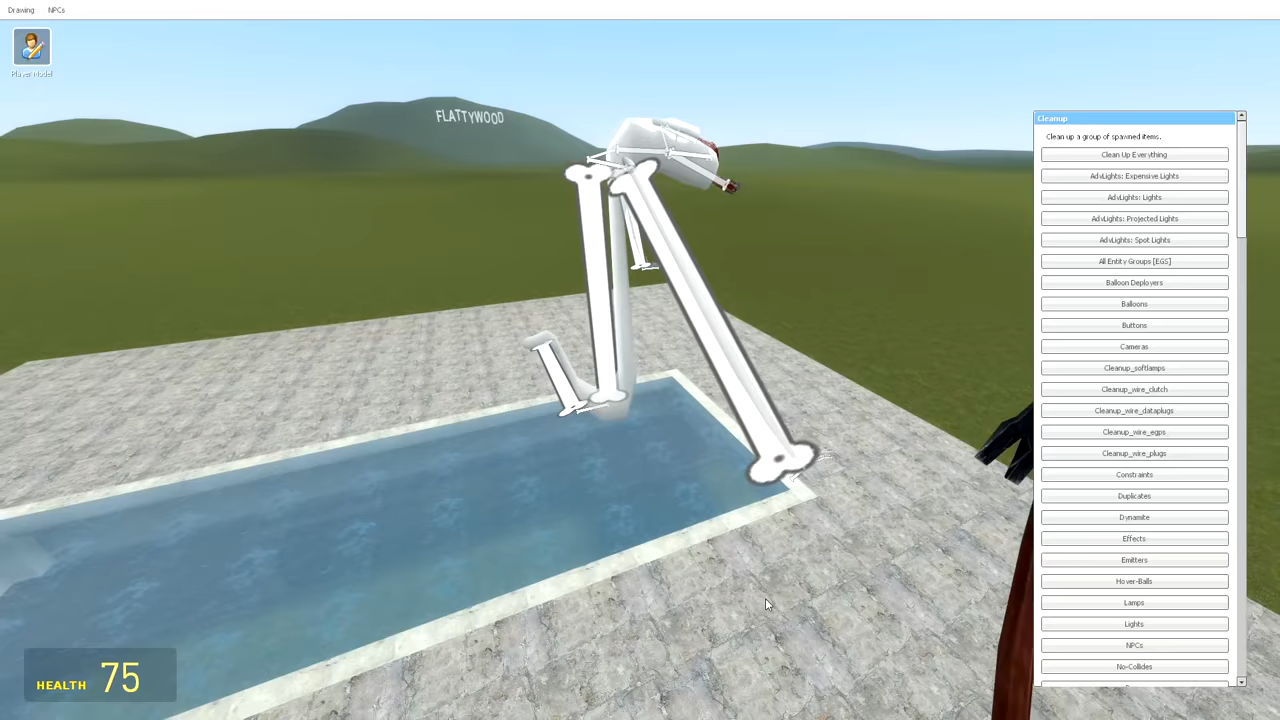 Drawing NPCs
Player Model
FLATTYWOOD
Cleanup
Clean up a group of spawned items.
Clean Up Everything
AdvLights: Expensive Lights
AdvLights: Lights
AdvLights: Projected Lights
AdvLights: Spot Lights
All Entity Groups [EGS]
Balloon Deployers
Balloons
Buttons
Cameras
Cleanup_softlamps
Cleanup_wire_clutch
Cleanup_wire_dataplugs
Cleanup_wire_egps
Cleanup_wire_plugs
Constraints
Duplicates
Dynamite
Effects
Emitters
Hover-Balls
Lamps
Lights
NPCs
No-Collides
HEALTH 75